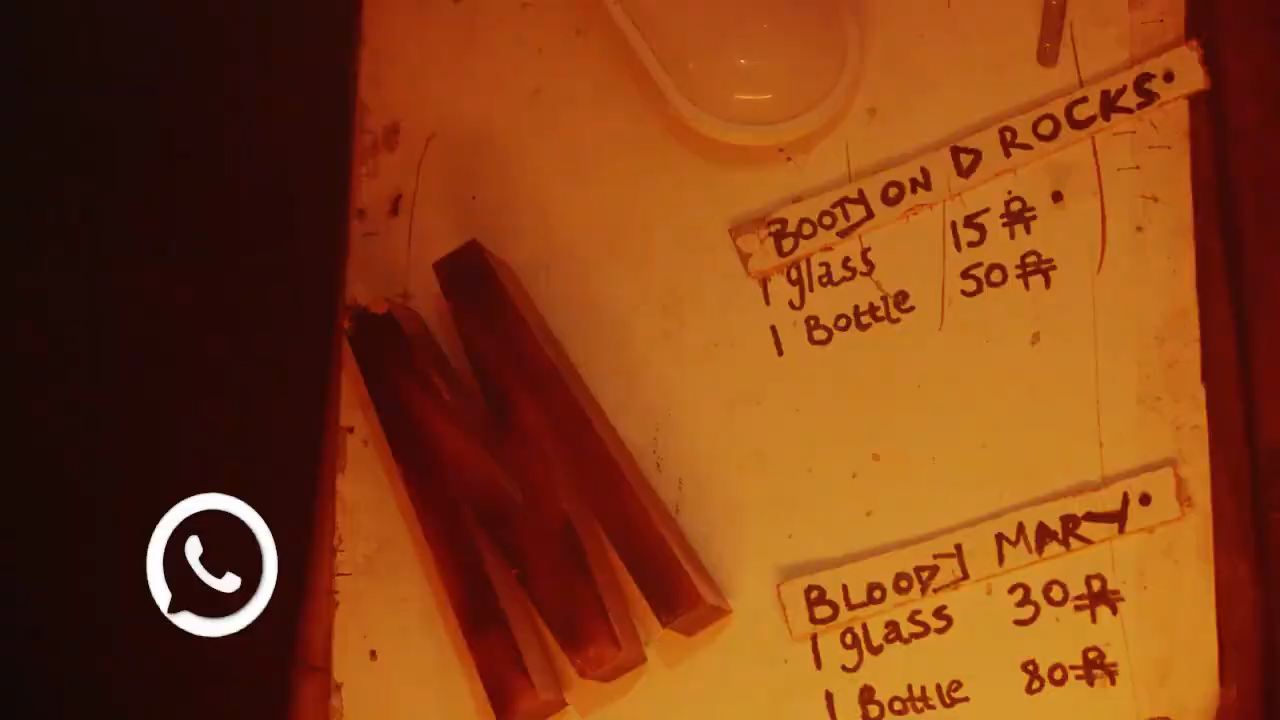 BOOTY ON D ROCKS.
1 glass 15
1 Bottle 50
BLOODY MARY.
1 glass 30
1 Bottle 80